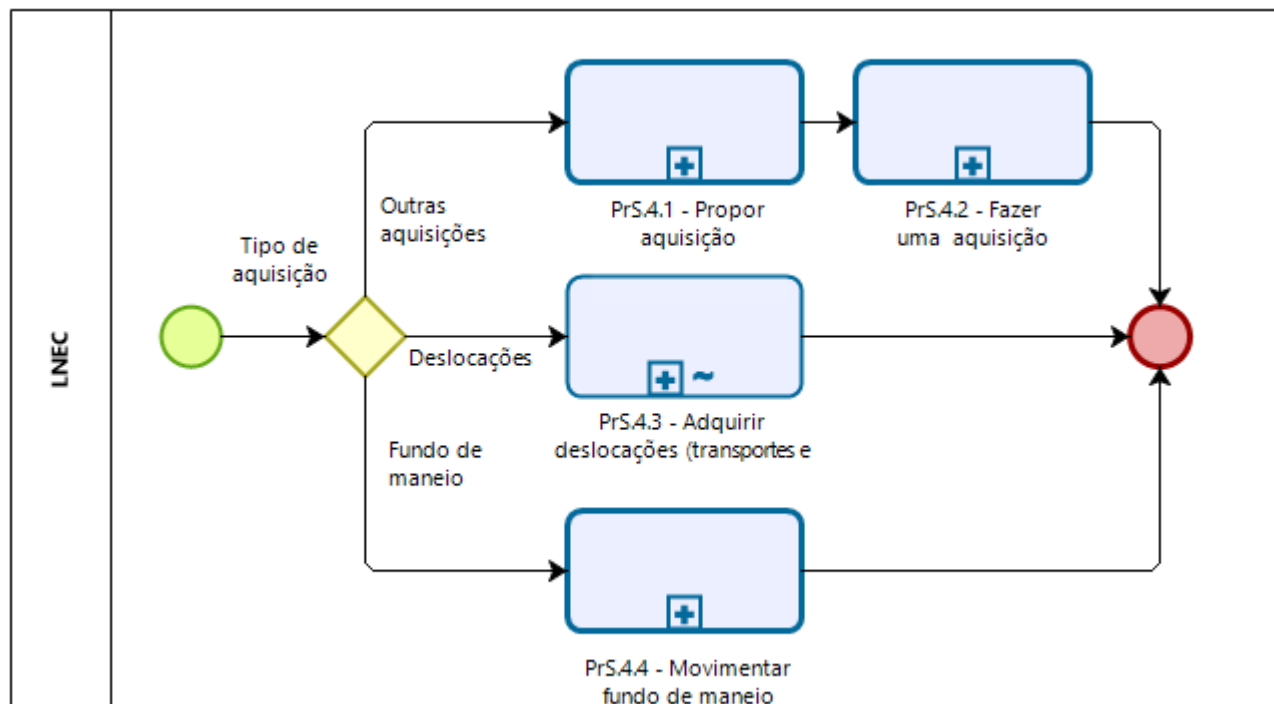 LNEC
Tipo de
aquisição
Outras
aquisições
PrS.4.1 - Propor
aquisição
PrS.4.2 - Fazer
uma aquisição
Deslocações
PrS.4.3 - Adquirir
deslocações (transportes e
Fundo de
maneio
PrS.4.4 - Movimentar
fundo de maneio